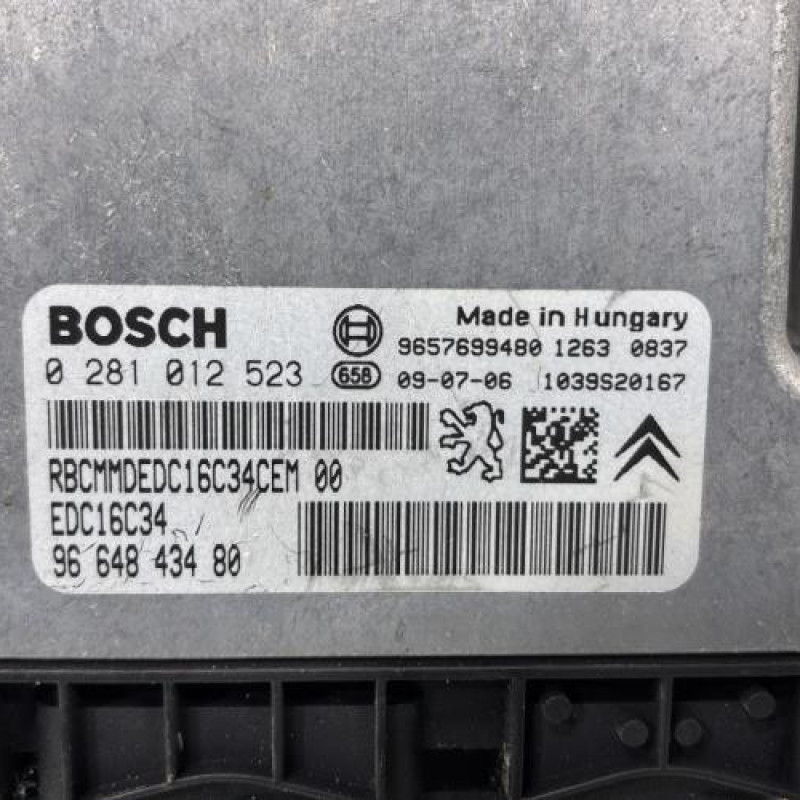 BOSCH
Made in Hungary
9657699480 1263 0837
0 281 012 523 658 09-07-06 1039S20167
RBCMMDEDC16C34CEM 00
EDC16C34
96 648 434 80